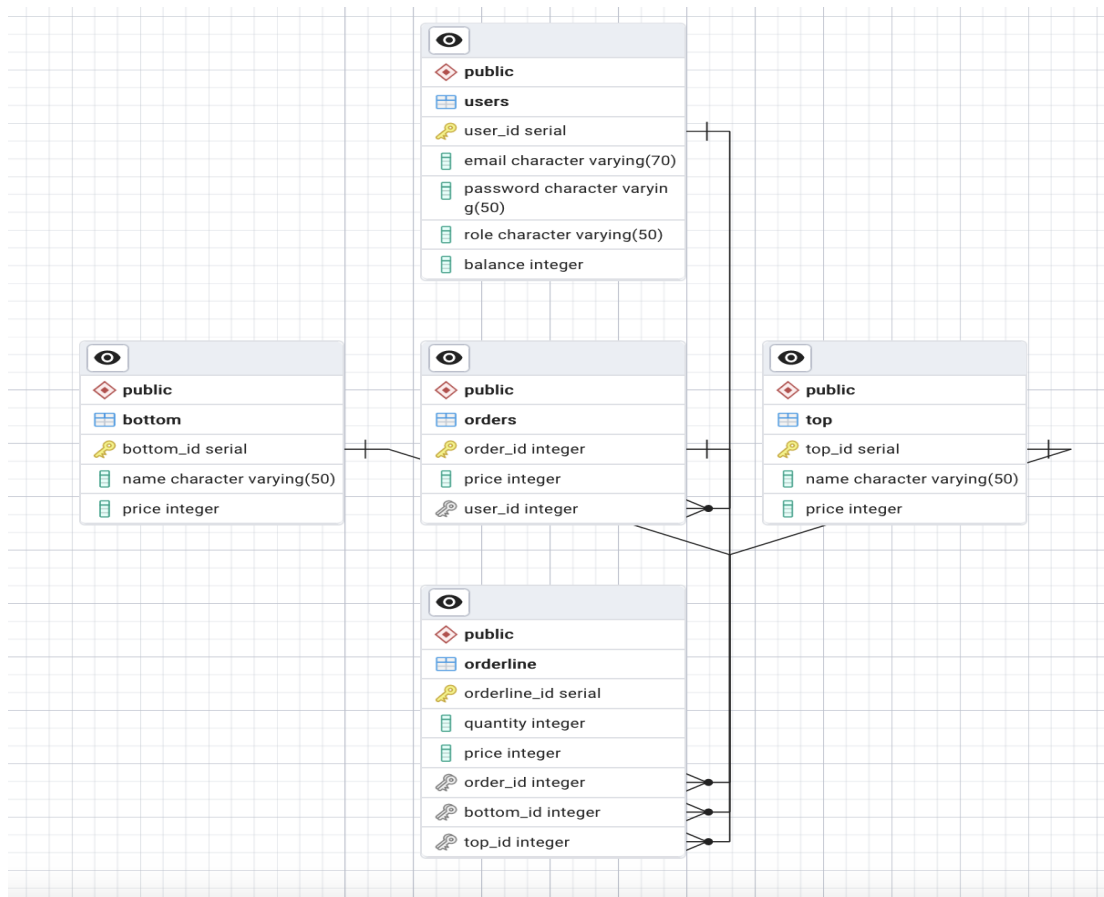 public
users
user_id serial
email character varying(70)
password character varyin
g(50)
role character varying(50)
balance integer
public
bottom
bottom_id serial
name character varying(50)
price integer
public
orders
order_id integer
price integer
user_id integer
public
top
top_id serial
name character varying(50)
price integer
public
orderline
orderline_id serial
quantity integer
price integer
order_id integer
bottom_id integer
top_id integer